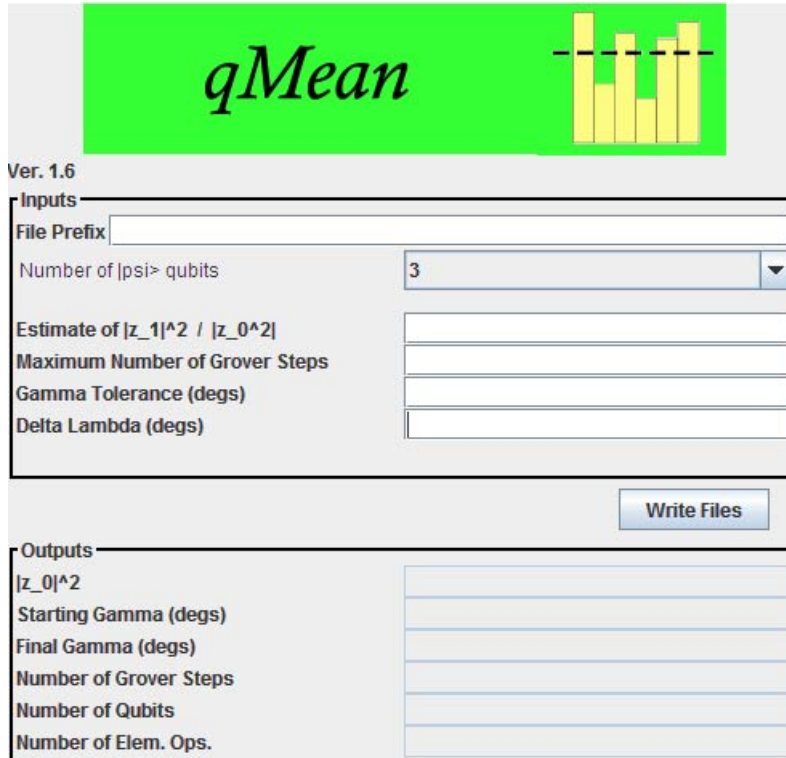 qMean
Ver. 1.6
Inputs
File Prefix
Number of |psi> qubits 3
Estimate of |z_1|^2 / |z_0^2|
Maximum Number of Grover Steps
Gamma Tolerance (degs)
Delta Lambda (degs)
Write Files
Outputs
|z_0|^2
Starting Gamma (degs)
Final Gamma (degs)
Number of Grover Steps
Number of Qubits
Number of Elem. Ops.